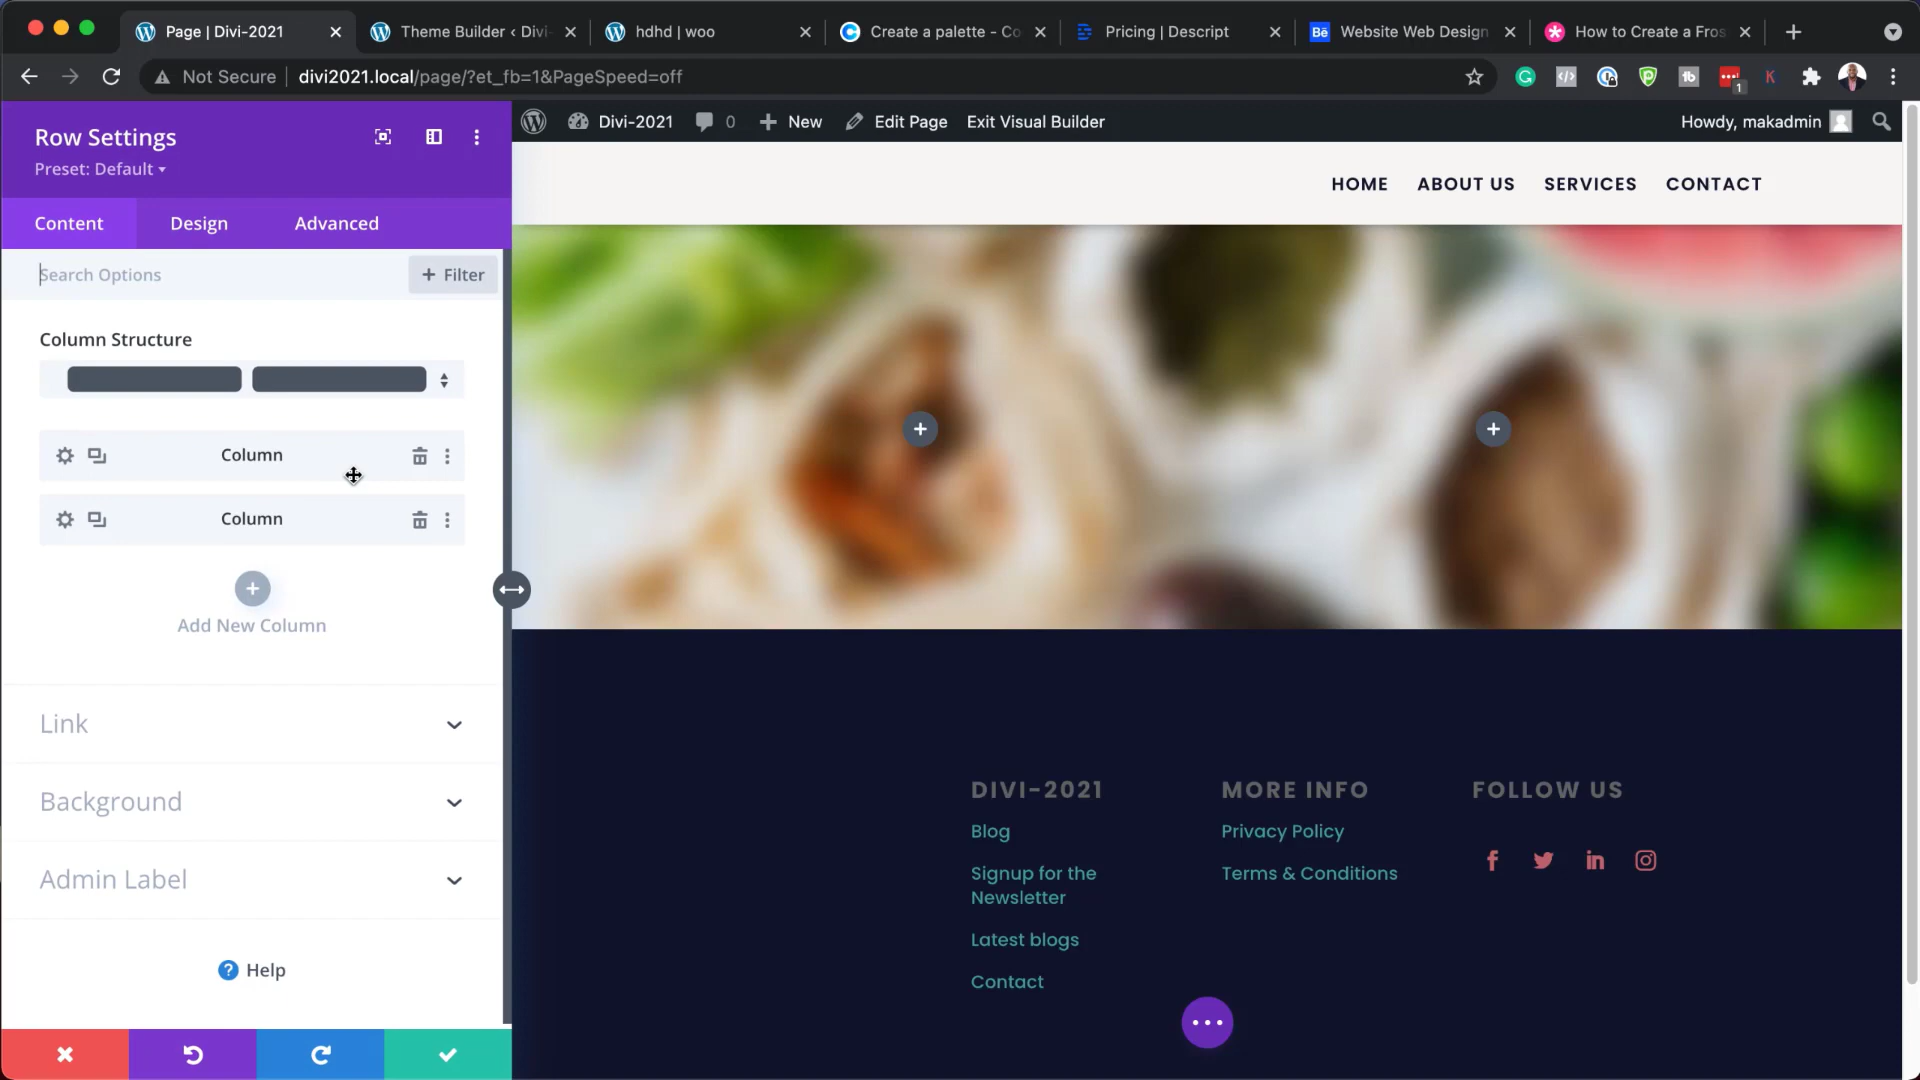 Page | Divi-2021
Theme Builder ‹ Divi-
hdhd | woo
Create a palette - Co
Pricing | Descript
Bē
Website Web Design
How to Create a Fros
Not Secure
divi2021.local/page/?et_fb=1&PageSpeed=off
1
Row Settings
Preset: Default
Divi-2021
0
New
Edit Page
Exit Visual Builder
Howdy, makadmin
HOME
ABOUT US
SERVICES
CONTACT
Content
Design
Advanced
Search Options
+ Filter
Column Structure
Column
Column
Add New Column
Link
Background
Admin Label
? Help
DIVI-2021
Blog
Signup for the
Newsletter
Latest blogs
Contact
MORE INFO
Privacy Policy
Terms & Conditions
FOLLOW US